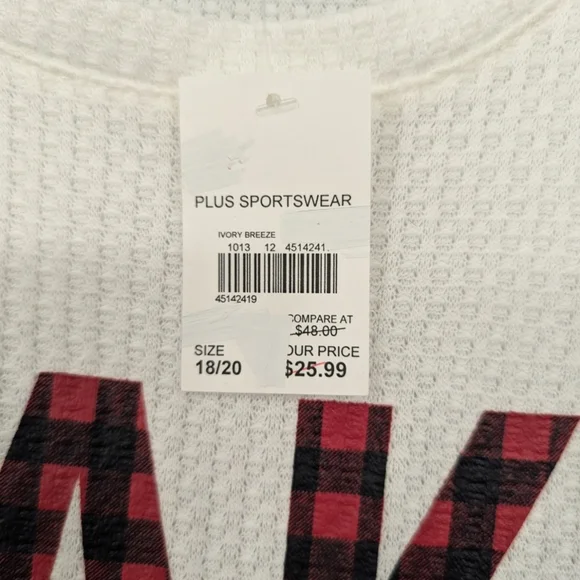 PLUS SPORTSWEAR
IVORY BREEZE
1013 12 4514241.
45142419
COMPARE AT
$48.00
SIZE
OUR PRICE
18/20
$25.99
AK